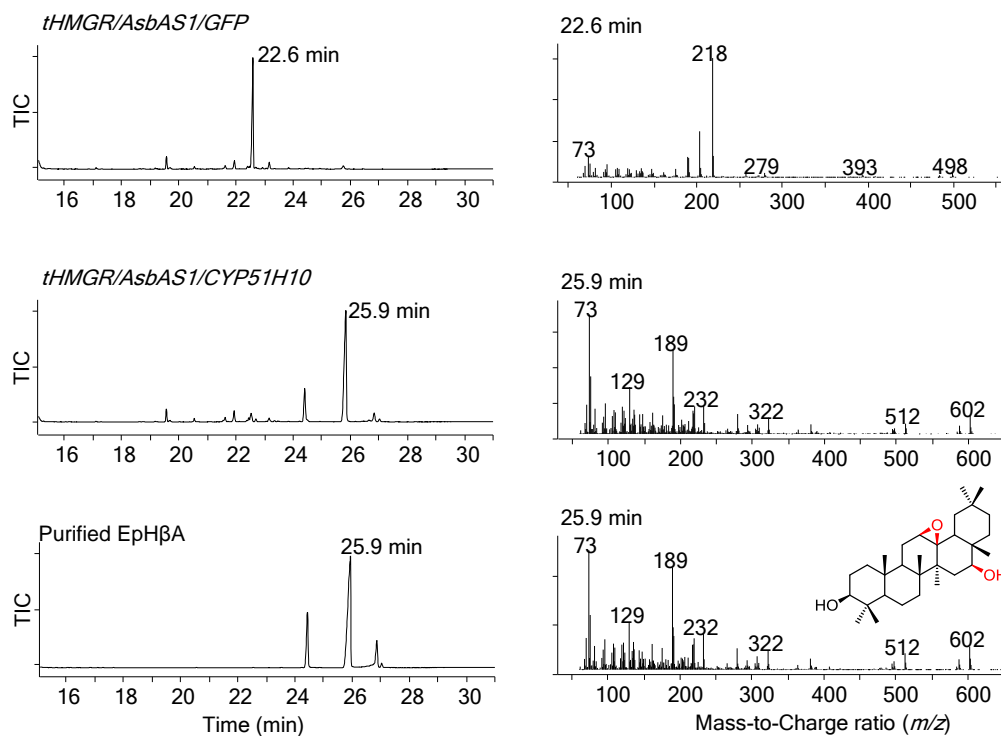 tHMGR/AsbAS1/GFP
22.6 min
TIC
16 18 20 22 24 26 28 30
22.6 min
218
73
279
393
498
100 200 300 400 500
tHMGR/AsbAS1/CYP51H10
25.9 min
TIC
16 18 20 22 24 26 28 30
25.9 min
73
189
129
232
322
512
602
100 200 300 400 500 600
Purified EpHβA
25.9 min
TIC
16 18 20 22 24 26 28 30
Time (min)
25.9 min
73
189
129
232
322
512
602
O
OH
HO
100 200 300 400 500 600
Mass-to-Charge ratio (m/z)